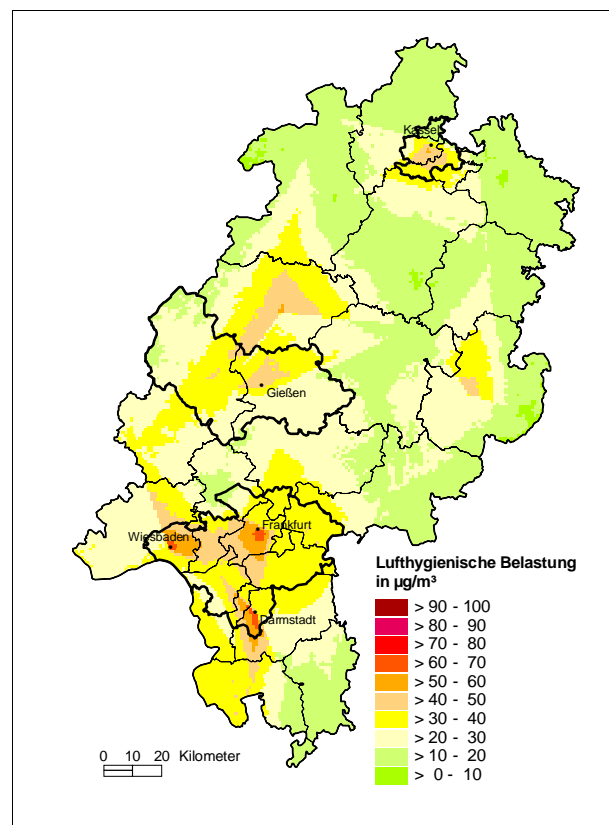 Kassel
Gießen
Wiesbaden
Frankfurt
Darmstadt
Lufthygienische Belastung
in µg/m³
> 90 - 100
> 80 - 90
> 70 - 80
> 60 - 70
> 50 - 60
> 40 - 50
> 30 - 40
> 20 - 30
> 10 - 20
> 0 - 10
0 10 20 Kilometer